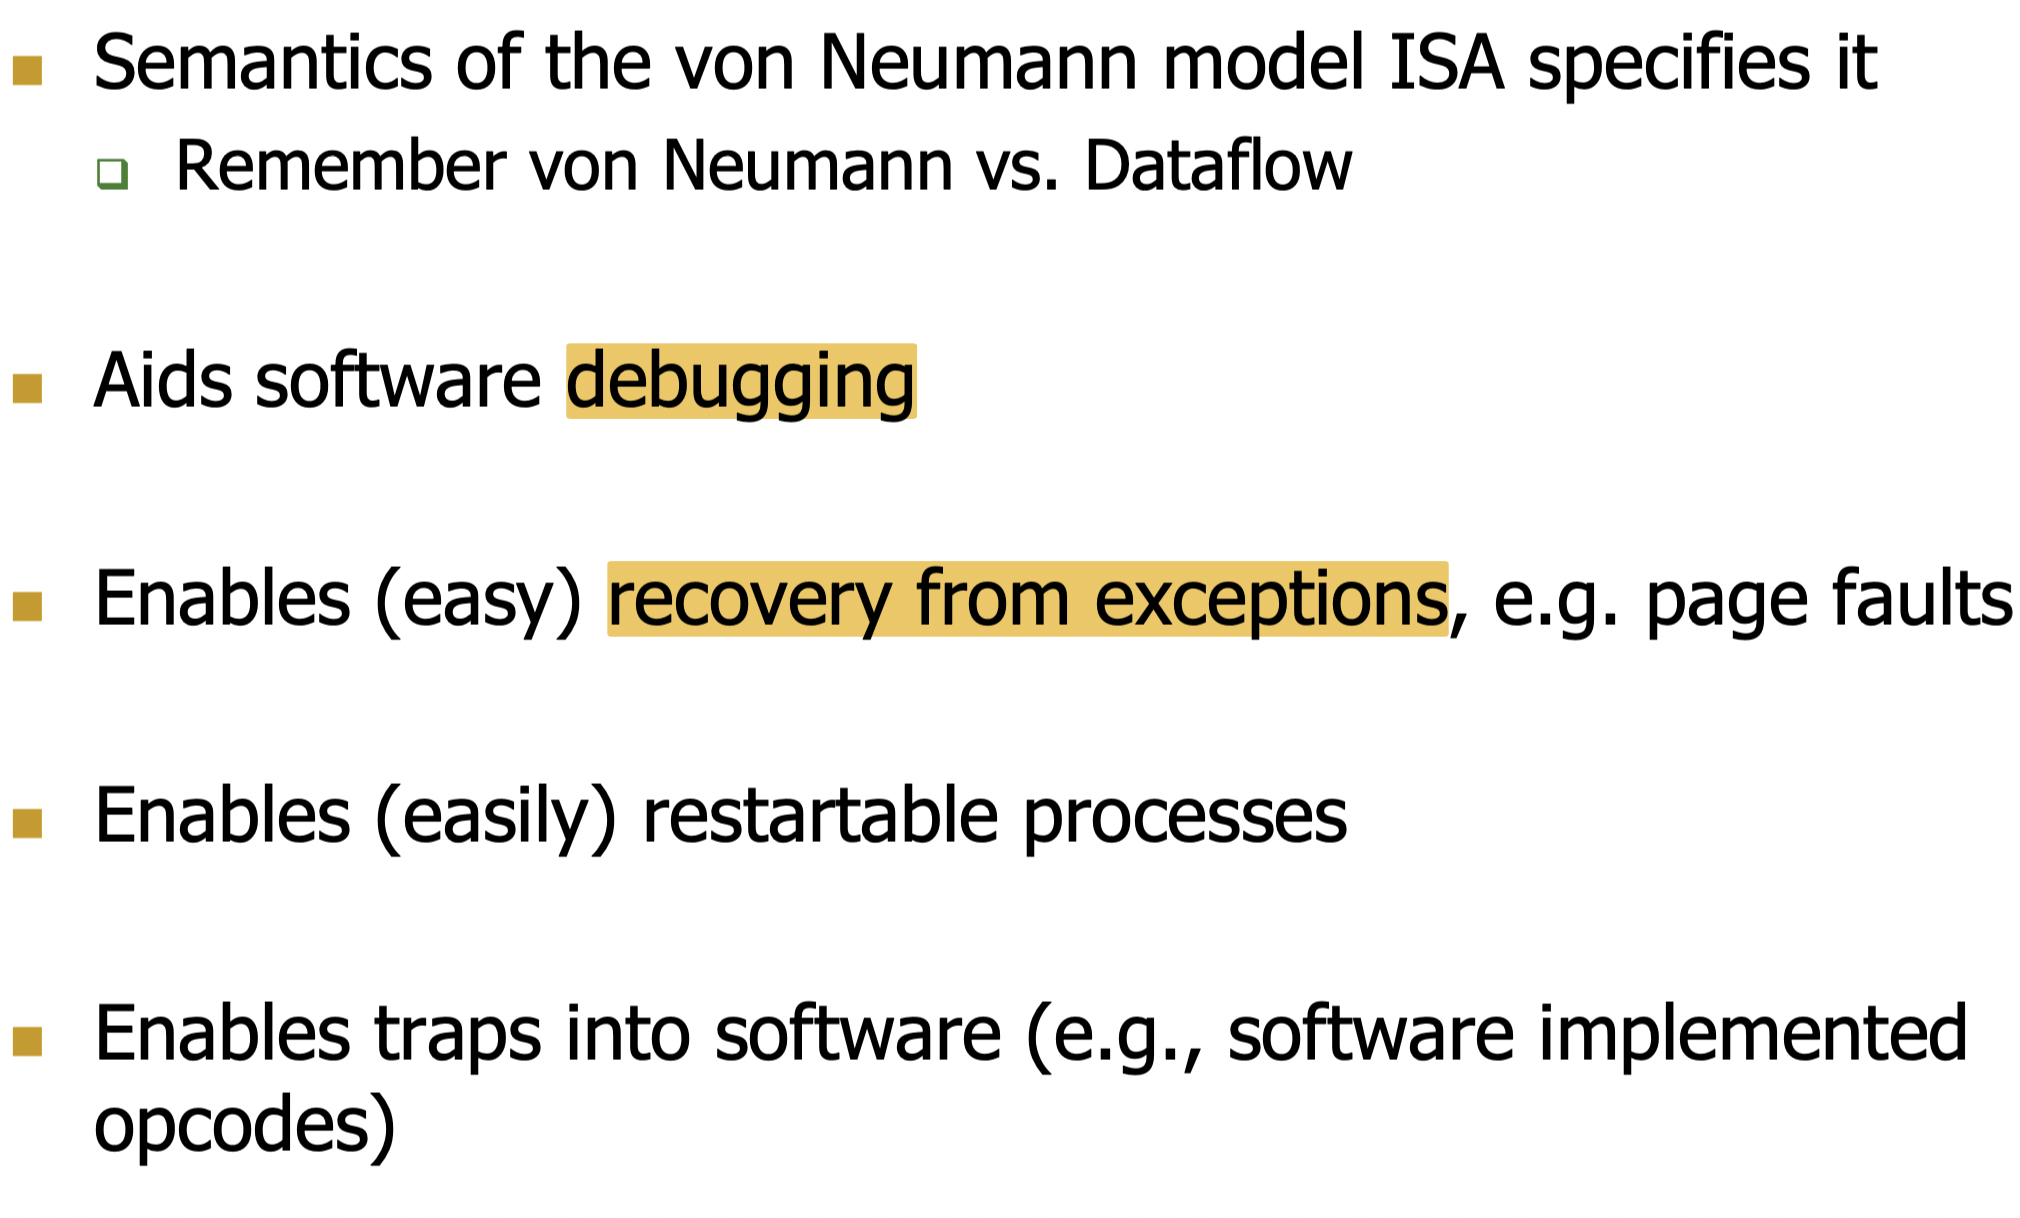 Semantics of the von Neumann model ISA specifies it
Remember von Neumann vs. Dataflow
Aids software debugging
Enables (easy) recovery from exceptions, e.g. page faults
Enables (easily) restartable processes
Enables traps into software (e.g., software implemented
opcodes)